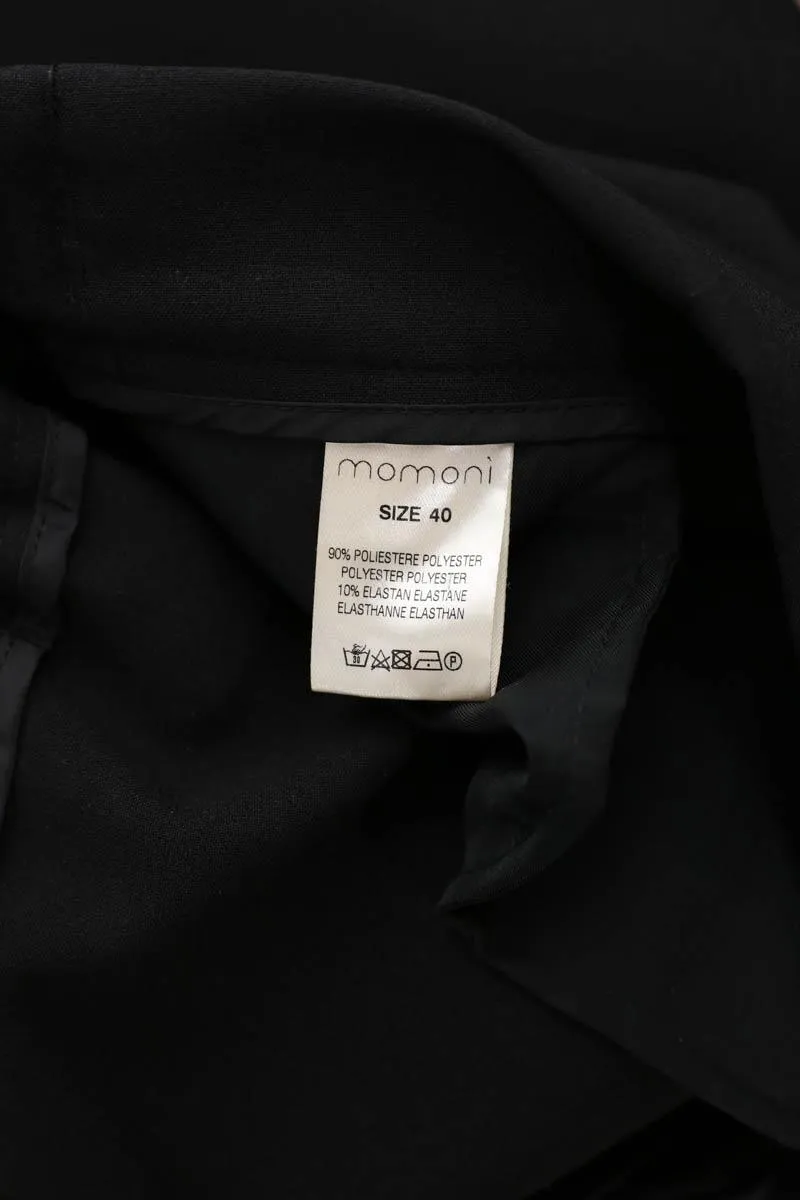 momonì
SIZE 40
90% POLIESTERE POLYESTER
POLYESTER POLYESTER
10% ELASTAN ELASTANE
ELASTHANNE ELASTHAN
30 P